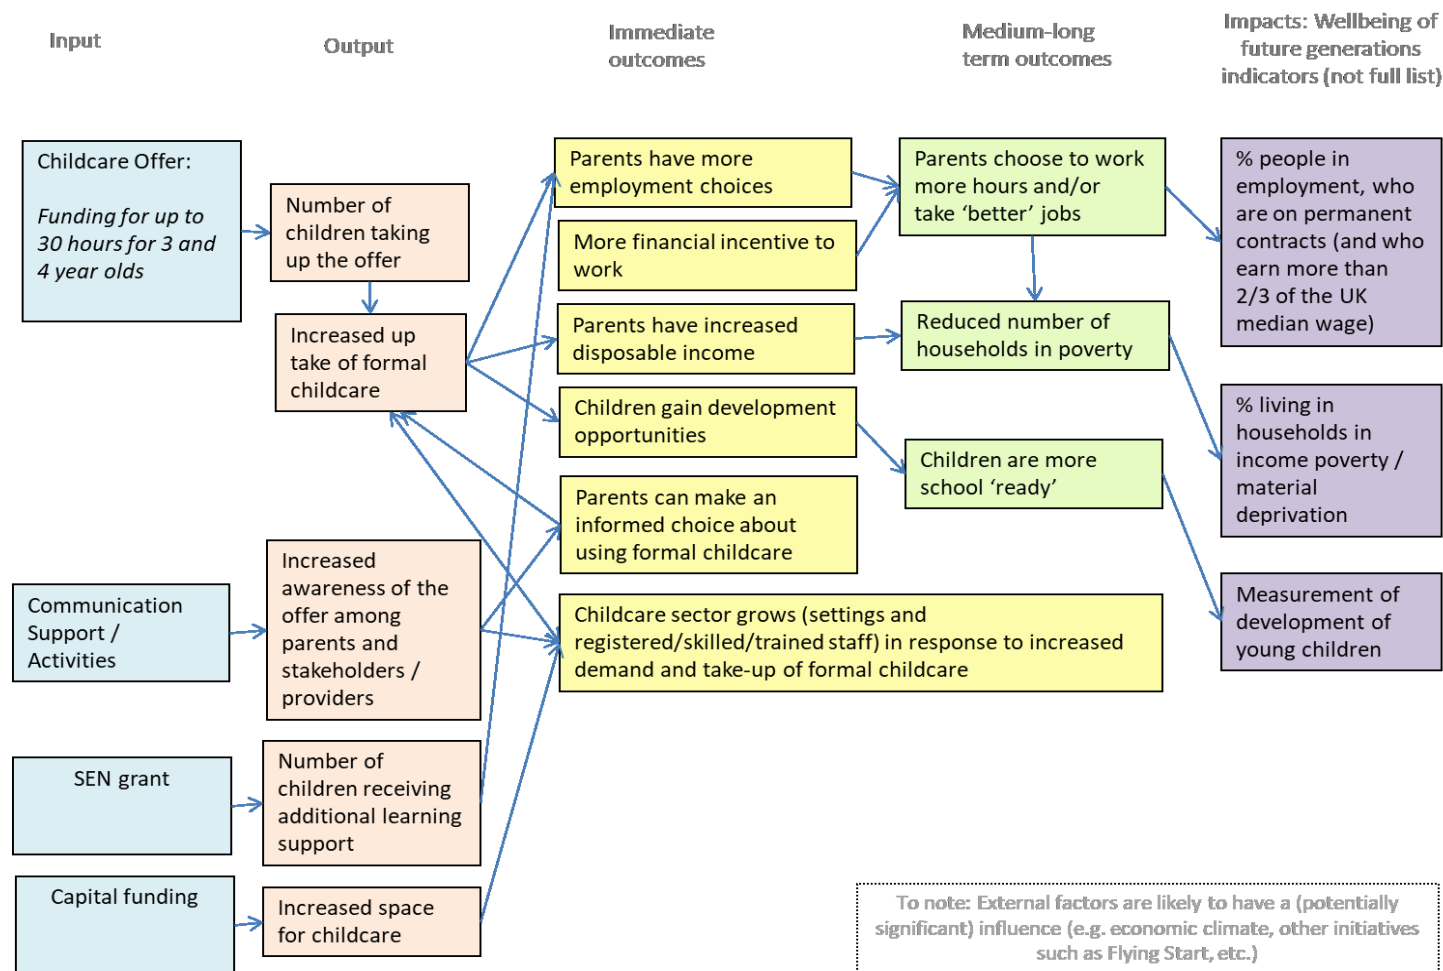 Input
Output
Immediate
outcomes
Medium-long
term outcomes
Impacts: Wellbeing of
future generations
indicators (not full list)
Childcare Offer:
Funding for up to
30 hours for 3 and
4 year olds
Communication
Support /
Activities
SEN grant
Capital funding
Number of
children taking
up the offer
Increased up
take of formal
childcare
Increased
awareness of the
offer among
parents and
stakeholders /
providers
Number of
children receiving
additional learning
support
Increased space
for childcare
Parents have more
employment choices
More financial incentive to
work
Parents have increased
disposable income
Children gain development
opportunities
Parents can make an
informed choice about
using formal childcare
Childcare sector grows (settings and
registered/skilled/trained staff) in response to increased
demand and take-up of formal childcare
Parents choose to work
more hours and/or
take ‘better’ jobs
Reduced number of
households in poverty
Children are more
school ‘ready’
% people in
employment, who
are on permanent
contracts (and who
earn more than
2/3 of the UK
median wage)
% living in
households in
income poverty /
material
deprivation
Measurement of
development of
young children
To note: External factors are likely to have a (potentially
significant) influence (e.g. economic climate, other initiatives
such as Flying Start, etc.)